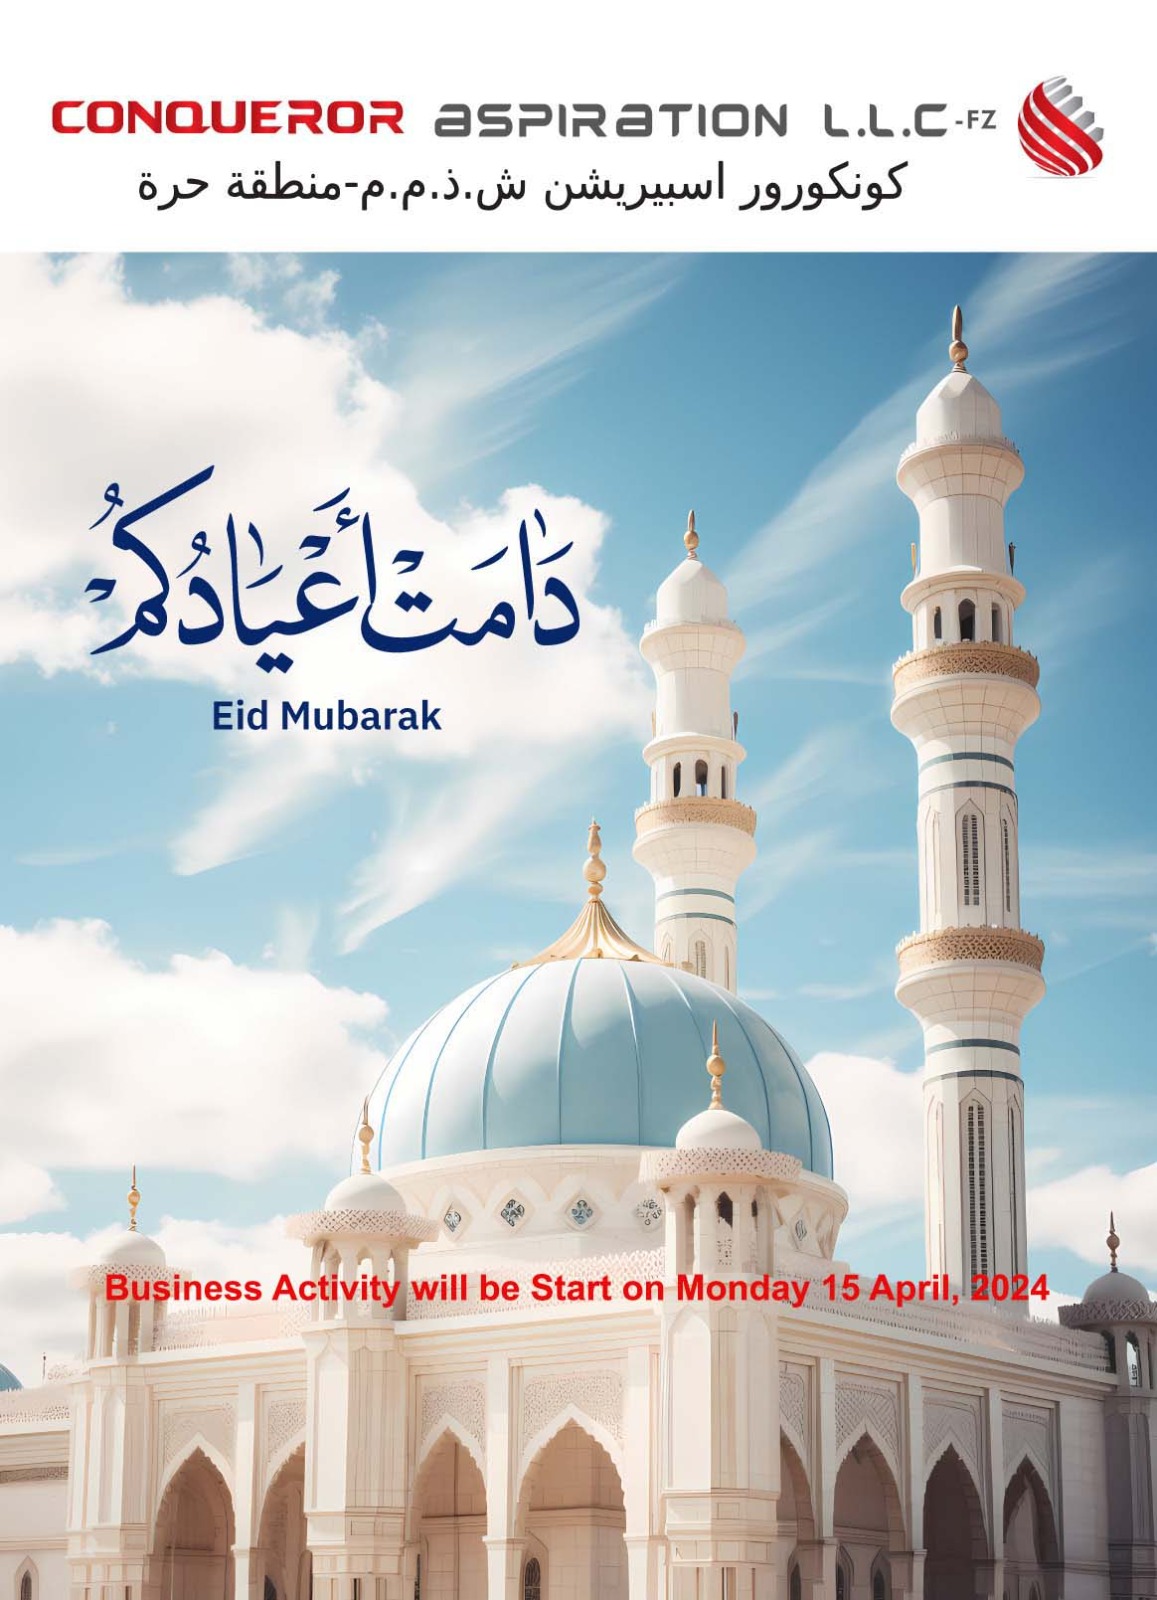 CONQUEROR ASPIRATION L.L.C-FZ
كونكورور اسبيريشن ش.ذ.م.م-منطقة حرة
دَامَتْ أَعْيَادُكُمْ
Eid Mubarak
Business Activity will be Start on Monday 15 April, 2024